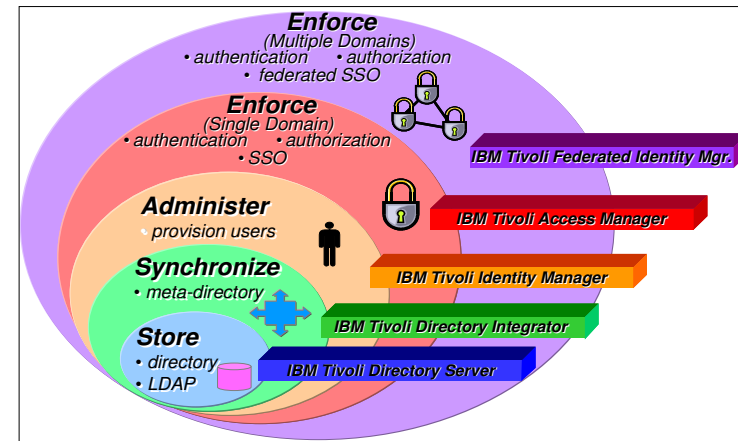 Enforce
(Multiple Domains)
• authentication • authorization
• federated SSO
Enforce
(Single Domain)
• authentication • authorization
• SSO
IBM Tivoli Federated Identity Mgr.
Administer
• provision users
IBM Tivoli Access Manager
Synchronize
• meta-directory
IBM Tivoli Identity Manager
Store
• directory
• LDAP
IBM Tivoli Directory Integrator
IBM Tivoli Directory Server